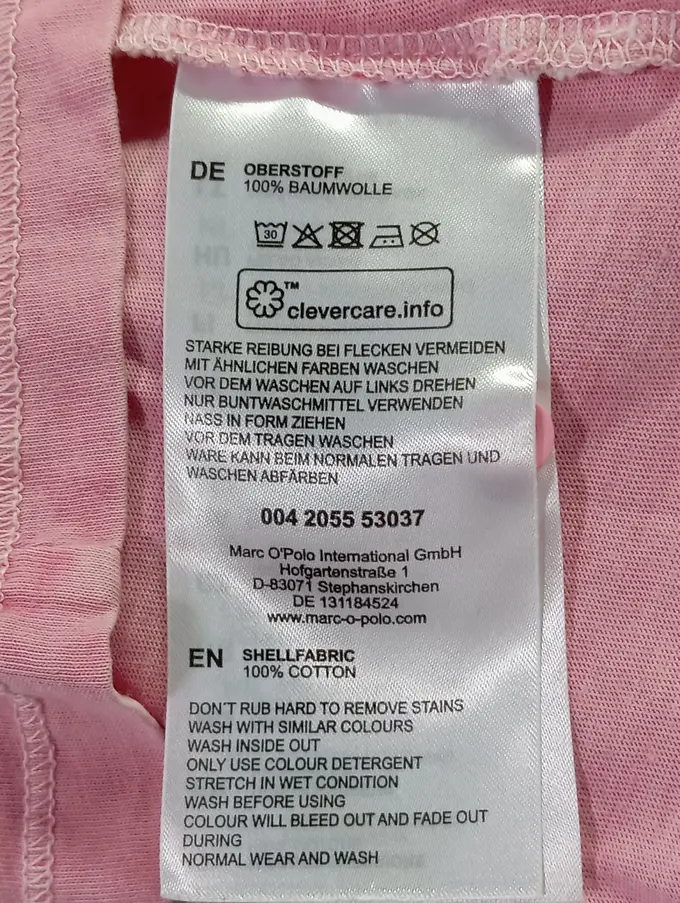 DE OBERSTOFF
100% BAUMWOLLE
30
™
clevercare.info
STARKE REIBUNG BEI FLECKEN VERMEIDEN
MIT ÄHNLICHEN FARBEN WASCHEN
VOR DEM WASCHEN AUF LINKS DREHEN
NUR BUNTWASCHMITTEL VERWENDEN
NASS IN FORM ZIEHEN
VOR DEM TRAGEN WASCHEN
WARE KANN BEIM NORMALEN TRAGEN UND
WASCHEN ABFÄRBEN
004 2055 53037
Marc O'Polo International GmbH
Hofgartenstraße 1
D-83071 Stephanskirchen
DE 131184524
www.marc-o-polo.com
EN SHELLFABRIC
100% COTTON
DON´T RUB HARD TO REMOVE STAINS
WASH WITH SIMILAR COLOURS
WASH INSIDE OUT
ONLY USE COLOUR DETERGENT
STRETCH IN WET CONDITION
WASH BEFORE USING
COLOUR WILL BLEED OUT AND FADE OUT
DURING
NORMAL WEAR AND WASH